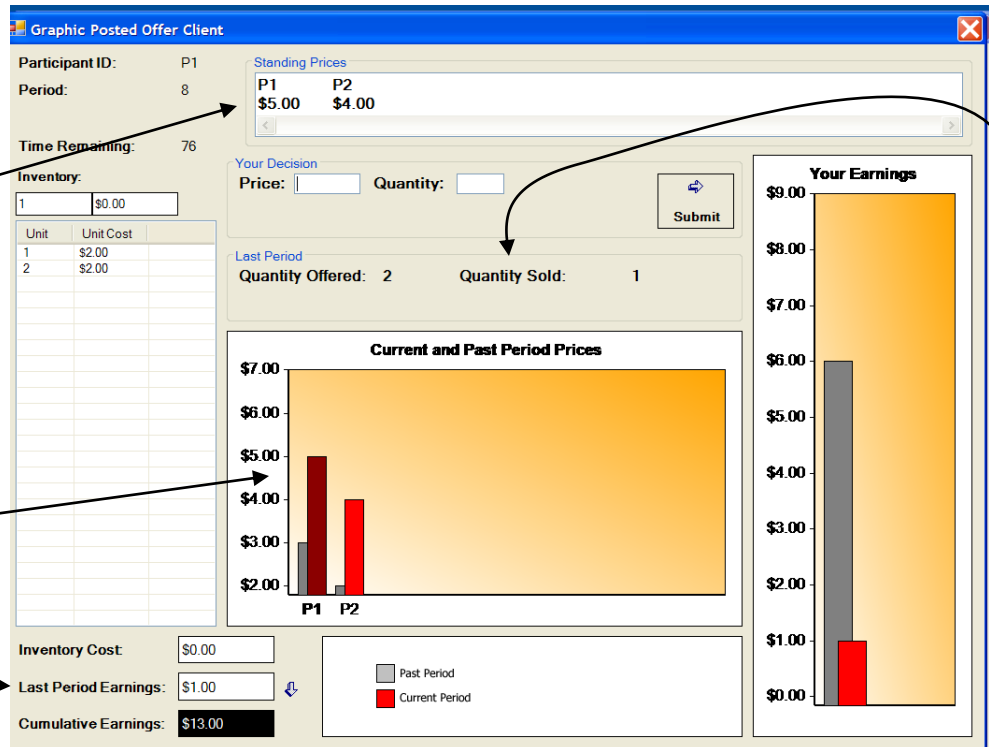 Graphic Posted Offer Client
Participant ID: P1
Period: 8
Time Remaining: 76
Inventory:
1 $0.00
Unit Unit Cost
1 $2.00
2 $2.00
Standing Prices
P1 P2
$5.00 $4.00
Your Decision
Price: Quantity:
Submit
Last Period
Quantity Offered: 2 Quantity Sold: 1
Current and Past Period Prices
$7.00
$6.00
$5.00
$4.00
$3.00
$2.00
P1 P2
Your Earnings
$9.00
$8.00
$7.00
$6.00
$5.00
$4.00
$3.00
$2.00
$1.00
$0.00
Inventory Cost: $0.00
Last Period Earnings: $1.00
Cumulative Earnings: $13.00
Past Period
Current Period